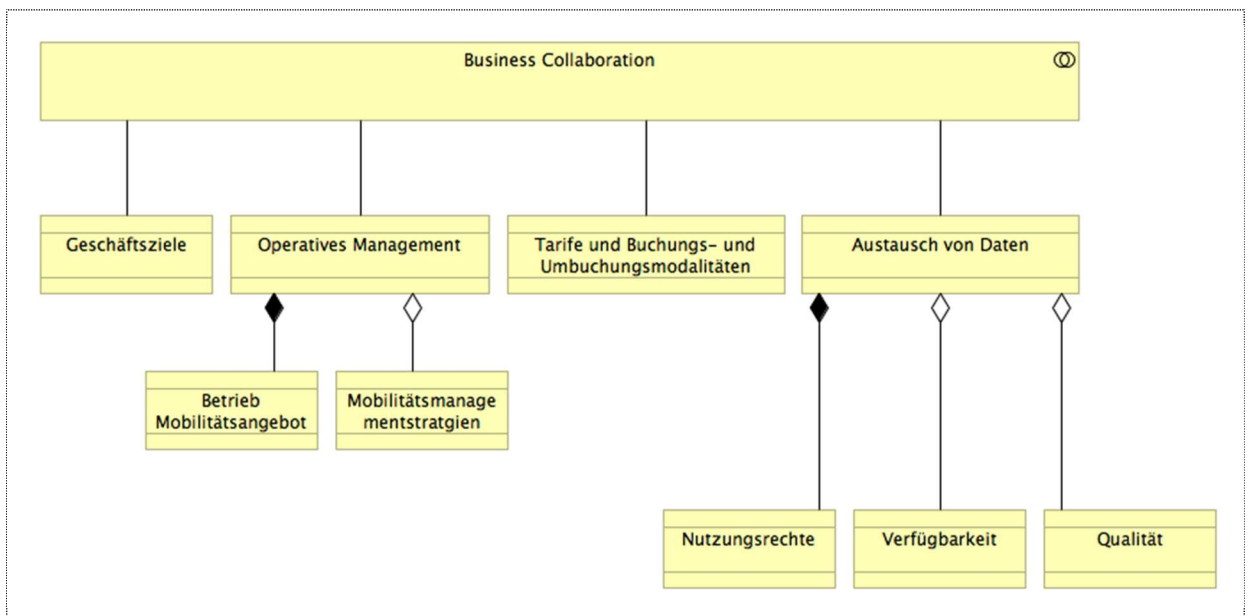 Business Collaboration
Geschäftsziele
Operatives Management
Tarife und Buchungs- und
Umbuchungsmodalitäten
Austausch von Daten
Betrieb
Mobilitätsangebot
Mobilitätsmanage
mentstratgien
Nutzungsrechte
Verfügbarkeit
Qualität